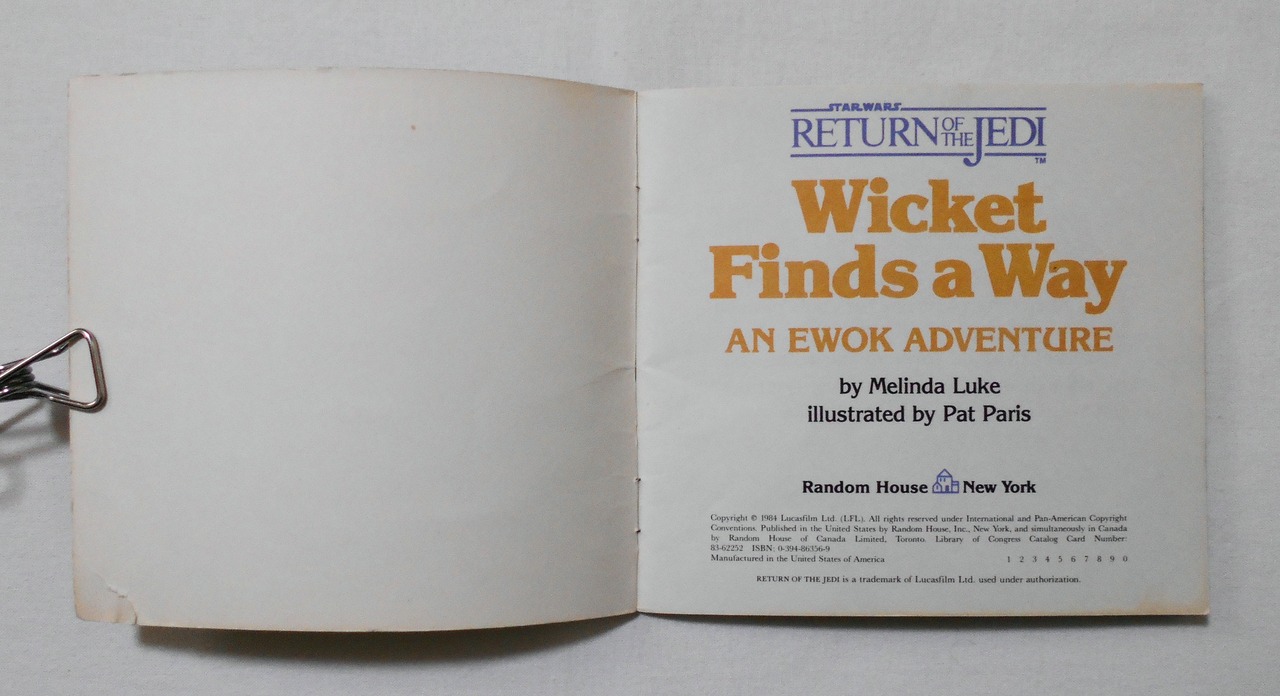 STAR WARS
RETURN OF THE JEDI
TM
Wicket
Finds a Way
AN EWOK ADVENTURE
by Melinda Luke
illustrated by Pat Paris
Random House New York
Copyright © 1984 Lucasfilm Ltd. (LFL). All rights reserved under International and Pan-American Copyright
Conventions. Published in the United States by Random House, Inc., New York, and simultaneously in Canada
by Random House of Canada Limited, Toronto. Library of Congress Catalog Card Number:
83-62252 ISBN: 0-394-86356-9
Manufactured in the United States of America 1 2 3 4 5 6 7 8 9 0
RETURN OF THE JEDI is a trademark of Lucasfilm Ltd. used under authorization.